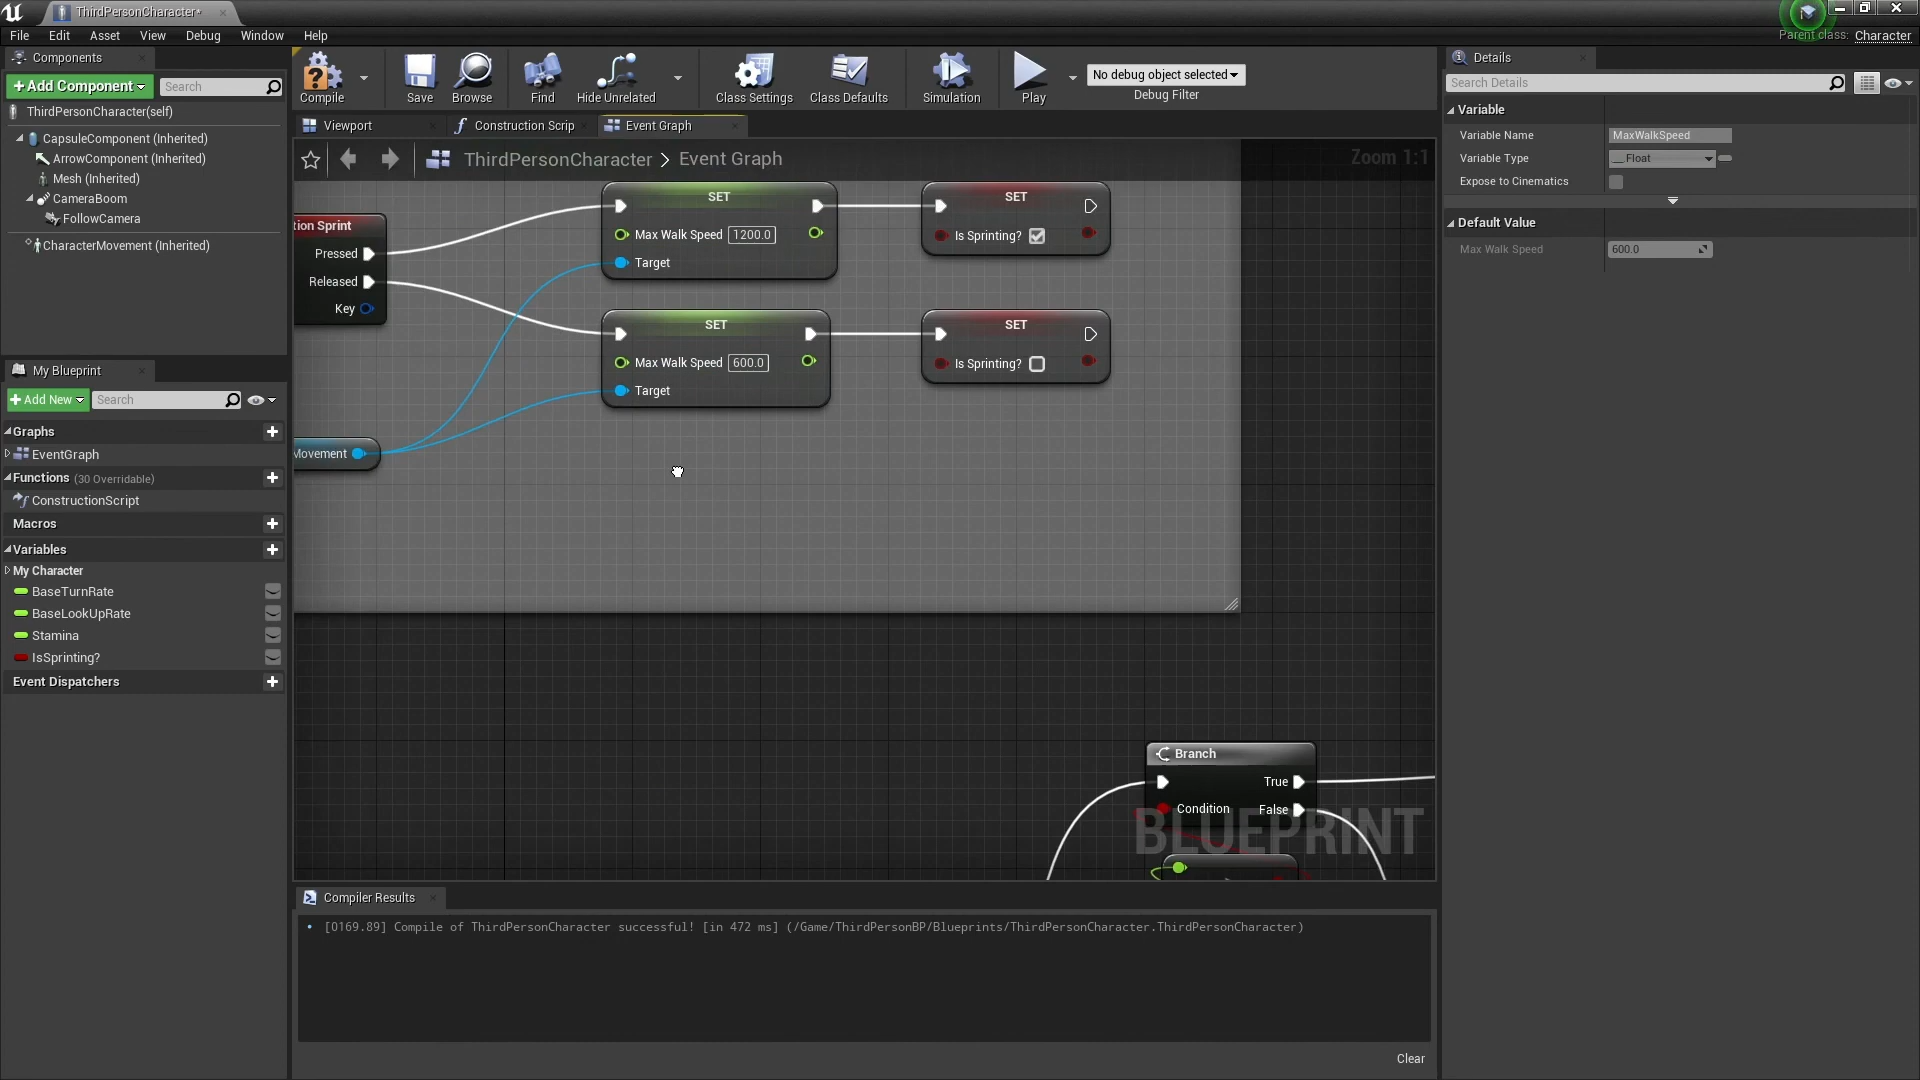 ThirdPersonCharacter*
File Edit Asset View Debug Window Help
Parent class: Character
Components
+Add Component
Search
ThirdPersonCharacter(self)
CapsuleComponent (Inherited)
ArrowComponent (Inherited)
Mesh (Inherited)
CameraBoom
FollowCamera
CharacterMovement (Inherited)
My Blueprint
+Add New
Search
Graphs
EventGraph
Functions (30 Overridable)
ConstructionScript
Macros
Variables
My Character
BaseTurnRate
BaseLookUpRate
Stamina
IsSprinting?
Event Dispatchers
Compile
Save
Browse
Find
Hide Unrelated
Class Settings
Class Defaults
Simulation
Play
No debug object selected
Debug Filter
Viewport
Construction Scrip
Event Graph
ThirdPersonCharacter > Event Graph
Zoom 1:1
tion Sprint
Pressed
Released
Key
Movement
SET
Max Walk Speed 1200.0
Target
SET
Is Sprinting?
SET
Max Walk Speed 600.0
Target
SET
Is Sprinting?
Branch
True
Condition False
BLUEPRINT
Compiler Results
• [0169.89] Compile of ThirdPersonCharacter successful! [in 472 ms] (/Game/ThirdPersonBP/Blueprints/ThirdPersonCharacter.ThirdPersonCharacter)
Clear
Details
Search Details
Variable
Variable Name MaxWalkSpeed
Variable Type Float
Expose to Cinematics
Default Value
Max Walk Speed 600.0